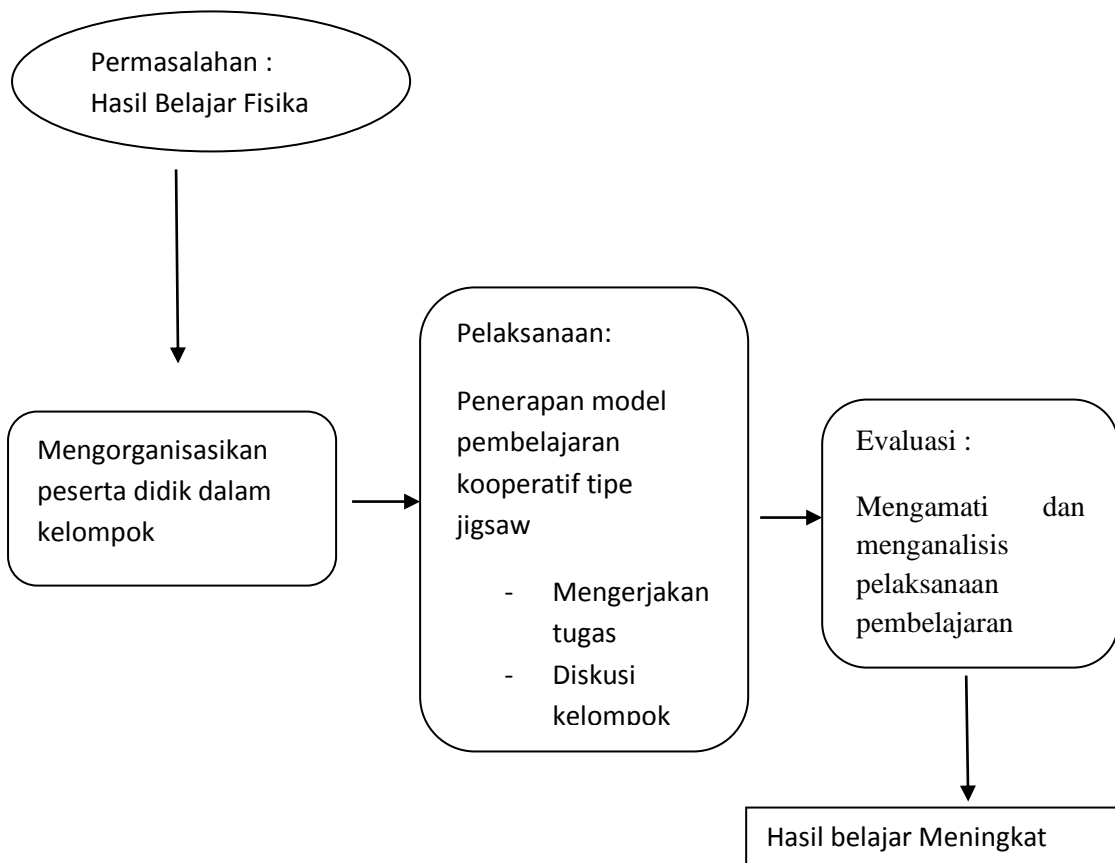 Permasalahan :
Hasil Belajar Fisika
Mengorganisasikan
peserta didik dalam
kelompok
Pelaksanaan:
Penerapan model
pembelajaran
kooperatif tipe
jigsaw
- Mengerjakan
tugas
- Diskusi
kelompok
Evaluasi :
Mengamati dan
menganalisis
pelaksanaan
pembelajaran
Hasil belajar Meningkat